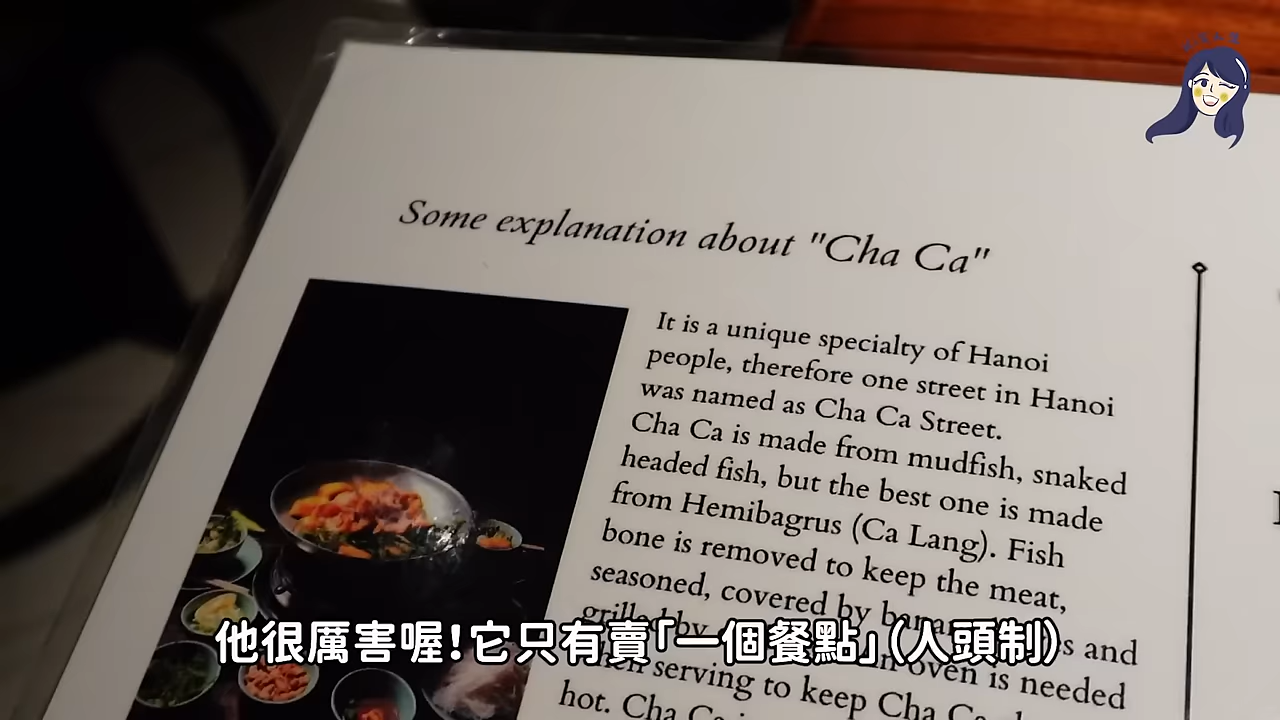 Some explanation about "Cha Ca"
It is a unique specialty of Hanoi
people, therefore one street in Hanoi
was named as Cha Ca Street.
Cha Ca is made from mudfish, snaked
headed fish, but the best one is made
from Hemibagrus (Ca Lang). Fish
bone is removed to keep the meat,
seasoned, covered by and
grilled by
serving to keep Cha oven is needed
hot. Cha Ca
他很厲害喔!它只有賣「一個餐點」(人頭制)